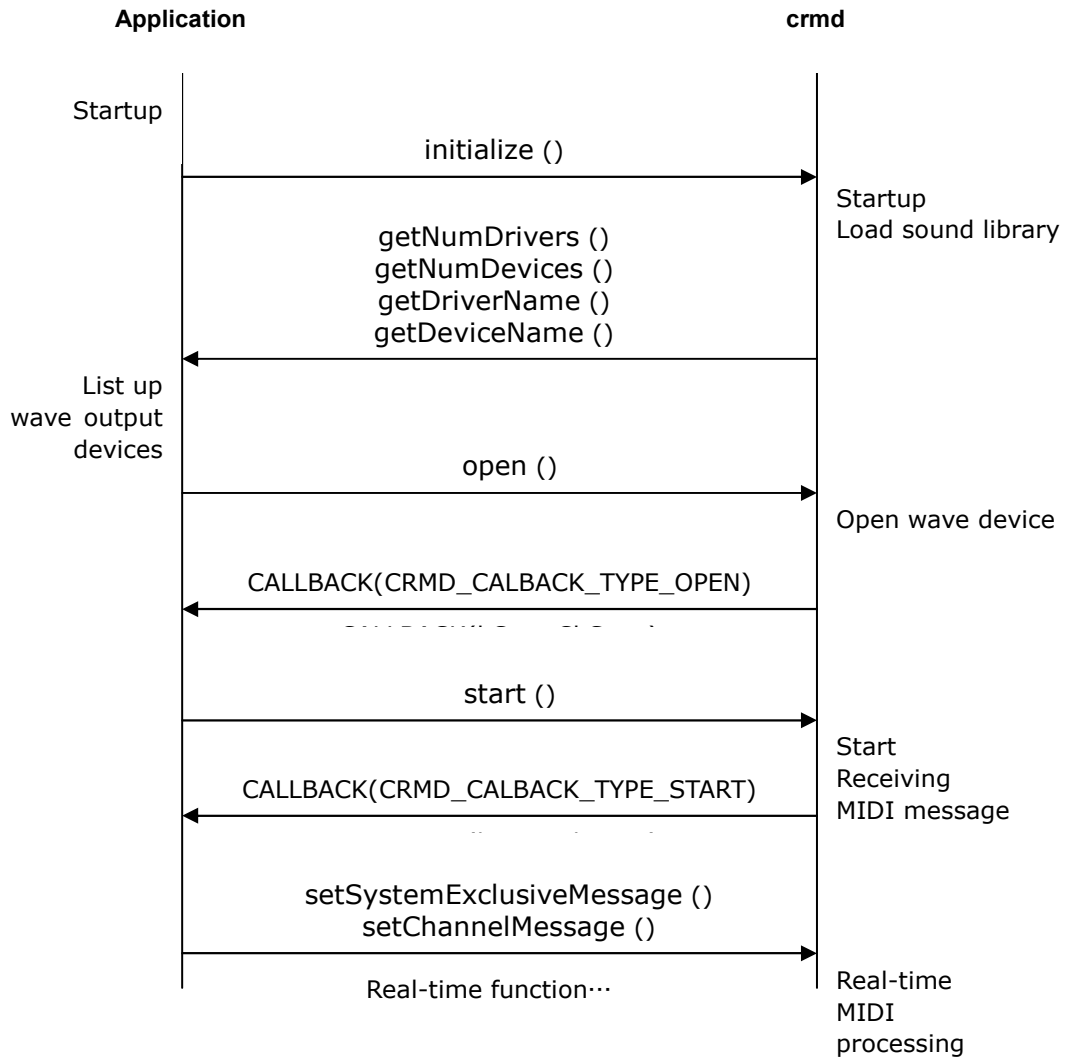 Application
crmd
Startup
initialize ()
Startup
Load sound library
getNumDrivers ()
getNumDevices ()
getDriverName ()
getDeviceName ()
List up
wave output
devices
open ()
Open wave device
CALLBACK(CRMD_CALBACK_TYPE_OPEN)
start ()
Start
Receiving
MIDI message
CALLBACK(CRMD_CALBACK_TYPE_START)
setSystemExclusiveMessage ()
setChannelMessage ()
Real-time function…
Real-time
MIDI
processing